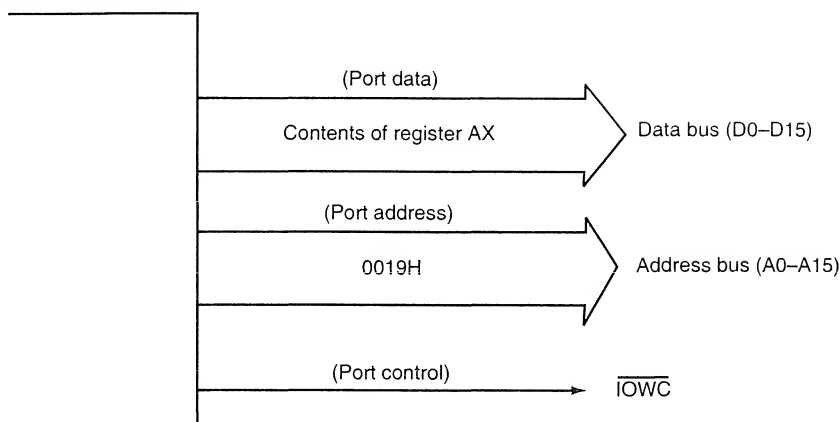 (Port data)
Contents of register AX
Data bus (D0–D15)
(Port address)
0019H
Address bus (A0–A15)
(Port control)
IOWC